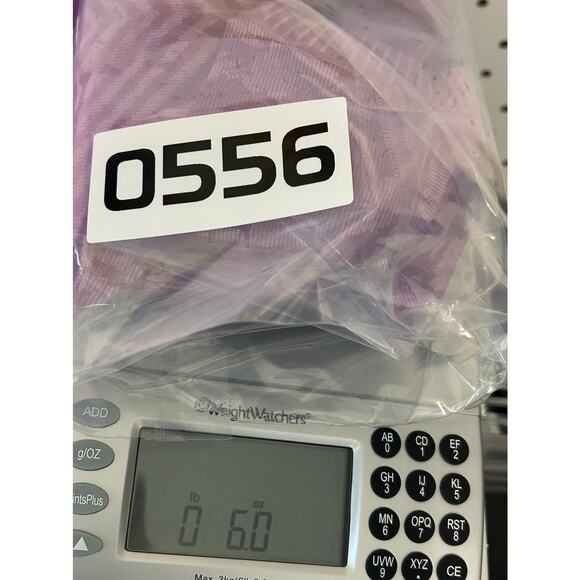 0556
WeightWatchers®
ADD
g/OZ
intsPlus
lb oz
0 6.0
AB 0 CD 1 EF 2
GH 3 IJ 4 KL 5
MN 6 OPQ 7 RST 8
UVW 9 XYZ . CE